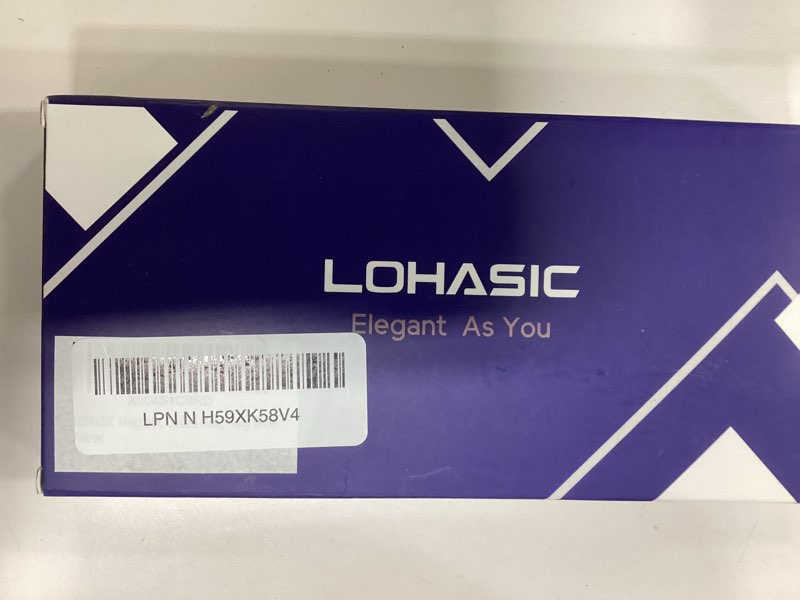 LOHASIC
Elegant As You
LPN N H59XK58V4